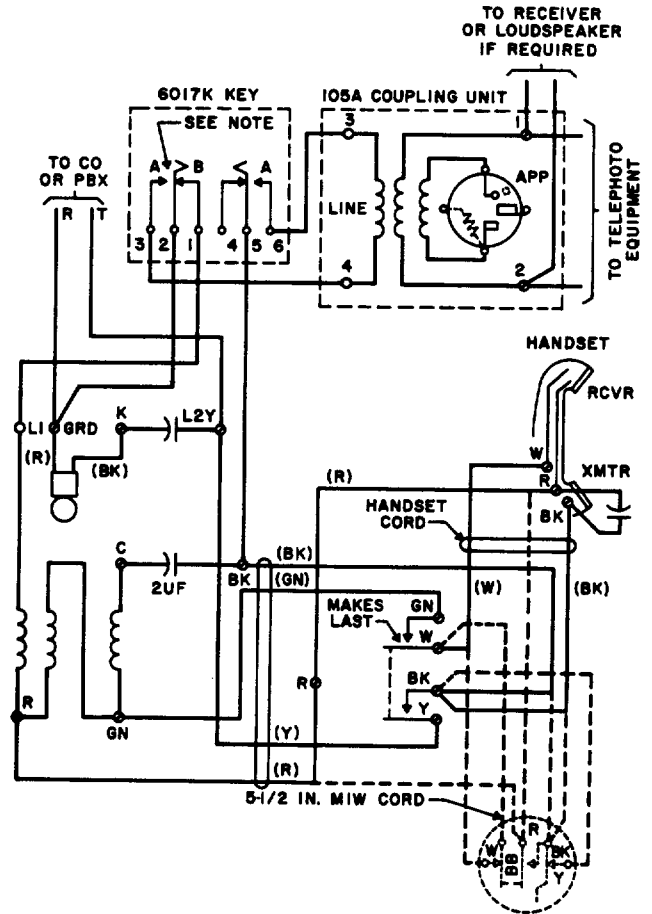 TO RECEIVER
OR LOUDSPEAKER
IF REQUIRED
6017K KEY
105A COUPLING UNIT
SEE NOTE
3
1
TO CO
OR PBX
A
B
A
APP
R
T
LINE
TO TELEPHOTO
EQUIPMENT
3
2
1
4
5
6
4
2
HANDSET
RCVR
K
L2Y
LI
GRD
W
(R)
(BK)
(R)
R
XMTR
HANDSET
CORD
BK
C
(BK)
2UF
BK
(GN)
(W)
(BK)
MAKES
LAST
GN
W
R
BK
R
Y
GN
(Y)
(R)
5-1/2 IN. MIW CORD
R
W
BB
BK
Y